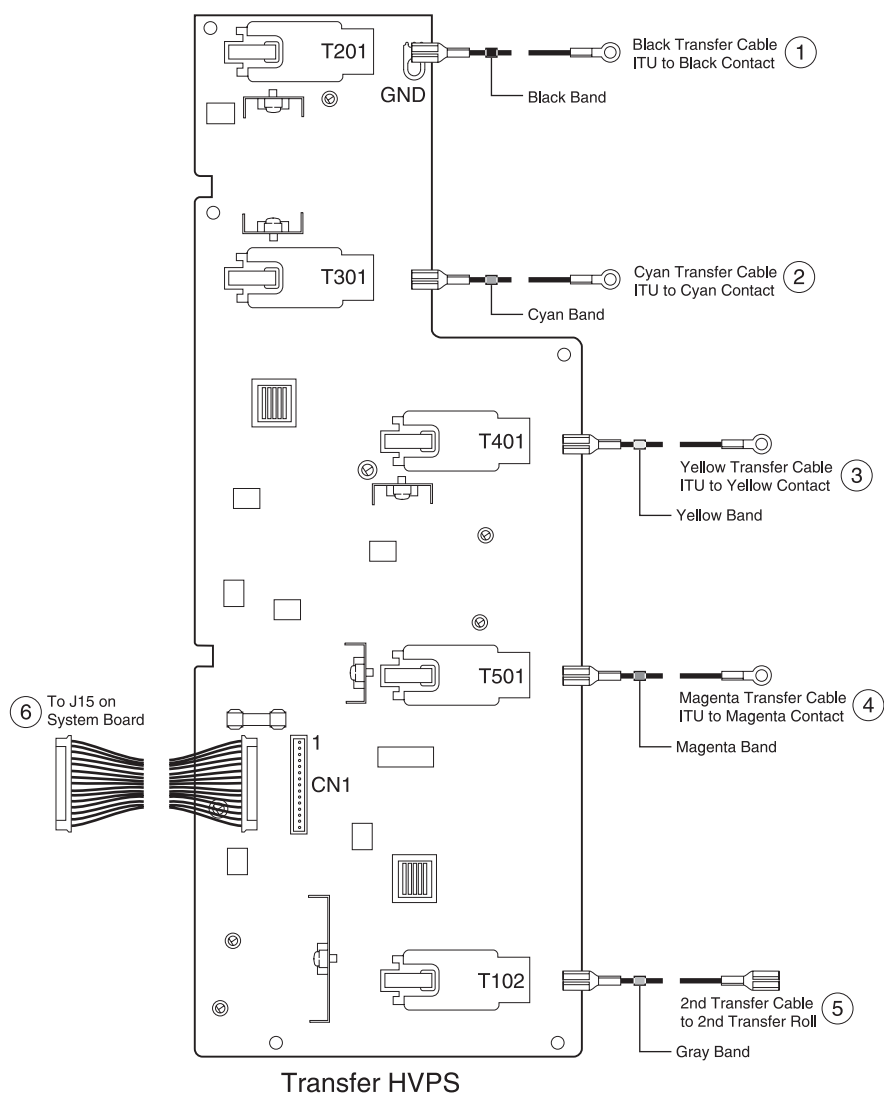 T201
GND
Black Transfer Cable
ITU to Black Contact
1
Black Band
T301
Cyan Transfer Cable
ITU to Cyan Contact
2
Cyan Band
T401
Yellow Transfer Cable
ITU to Yellow Contact
3
Yellow Band
T501
Magenta Transfer Cable
ITU to Magenta Contact
4
Magenta Band
6
To J15 on
System Board
1
CN1
T102
2nd Transfer Cable
to 2nd Transfer Roll
5
Gray Band
Transfer HVPS